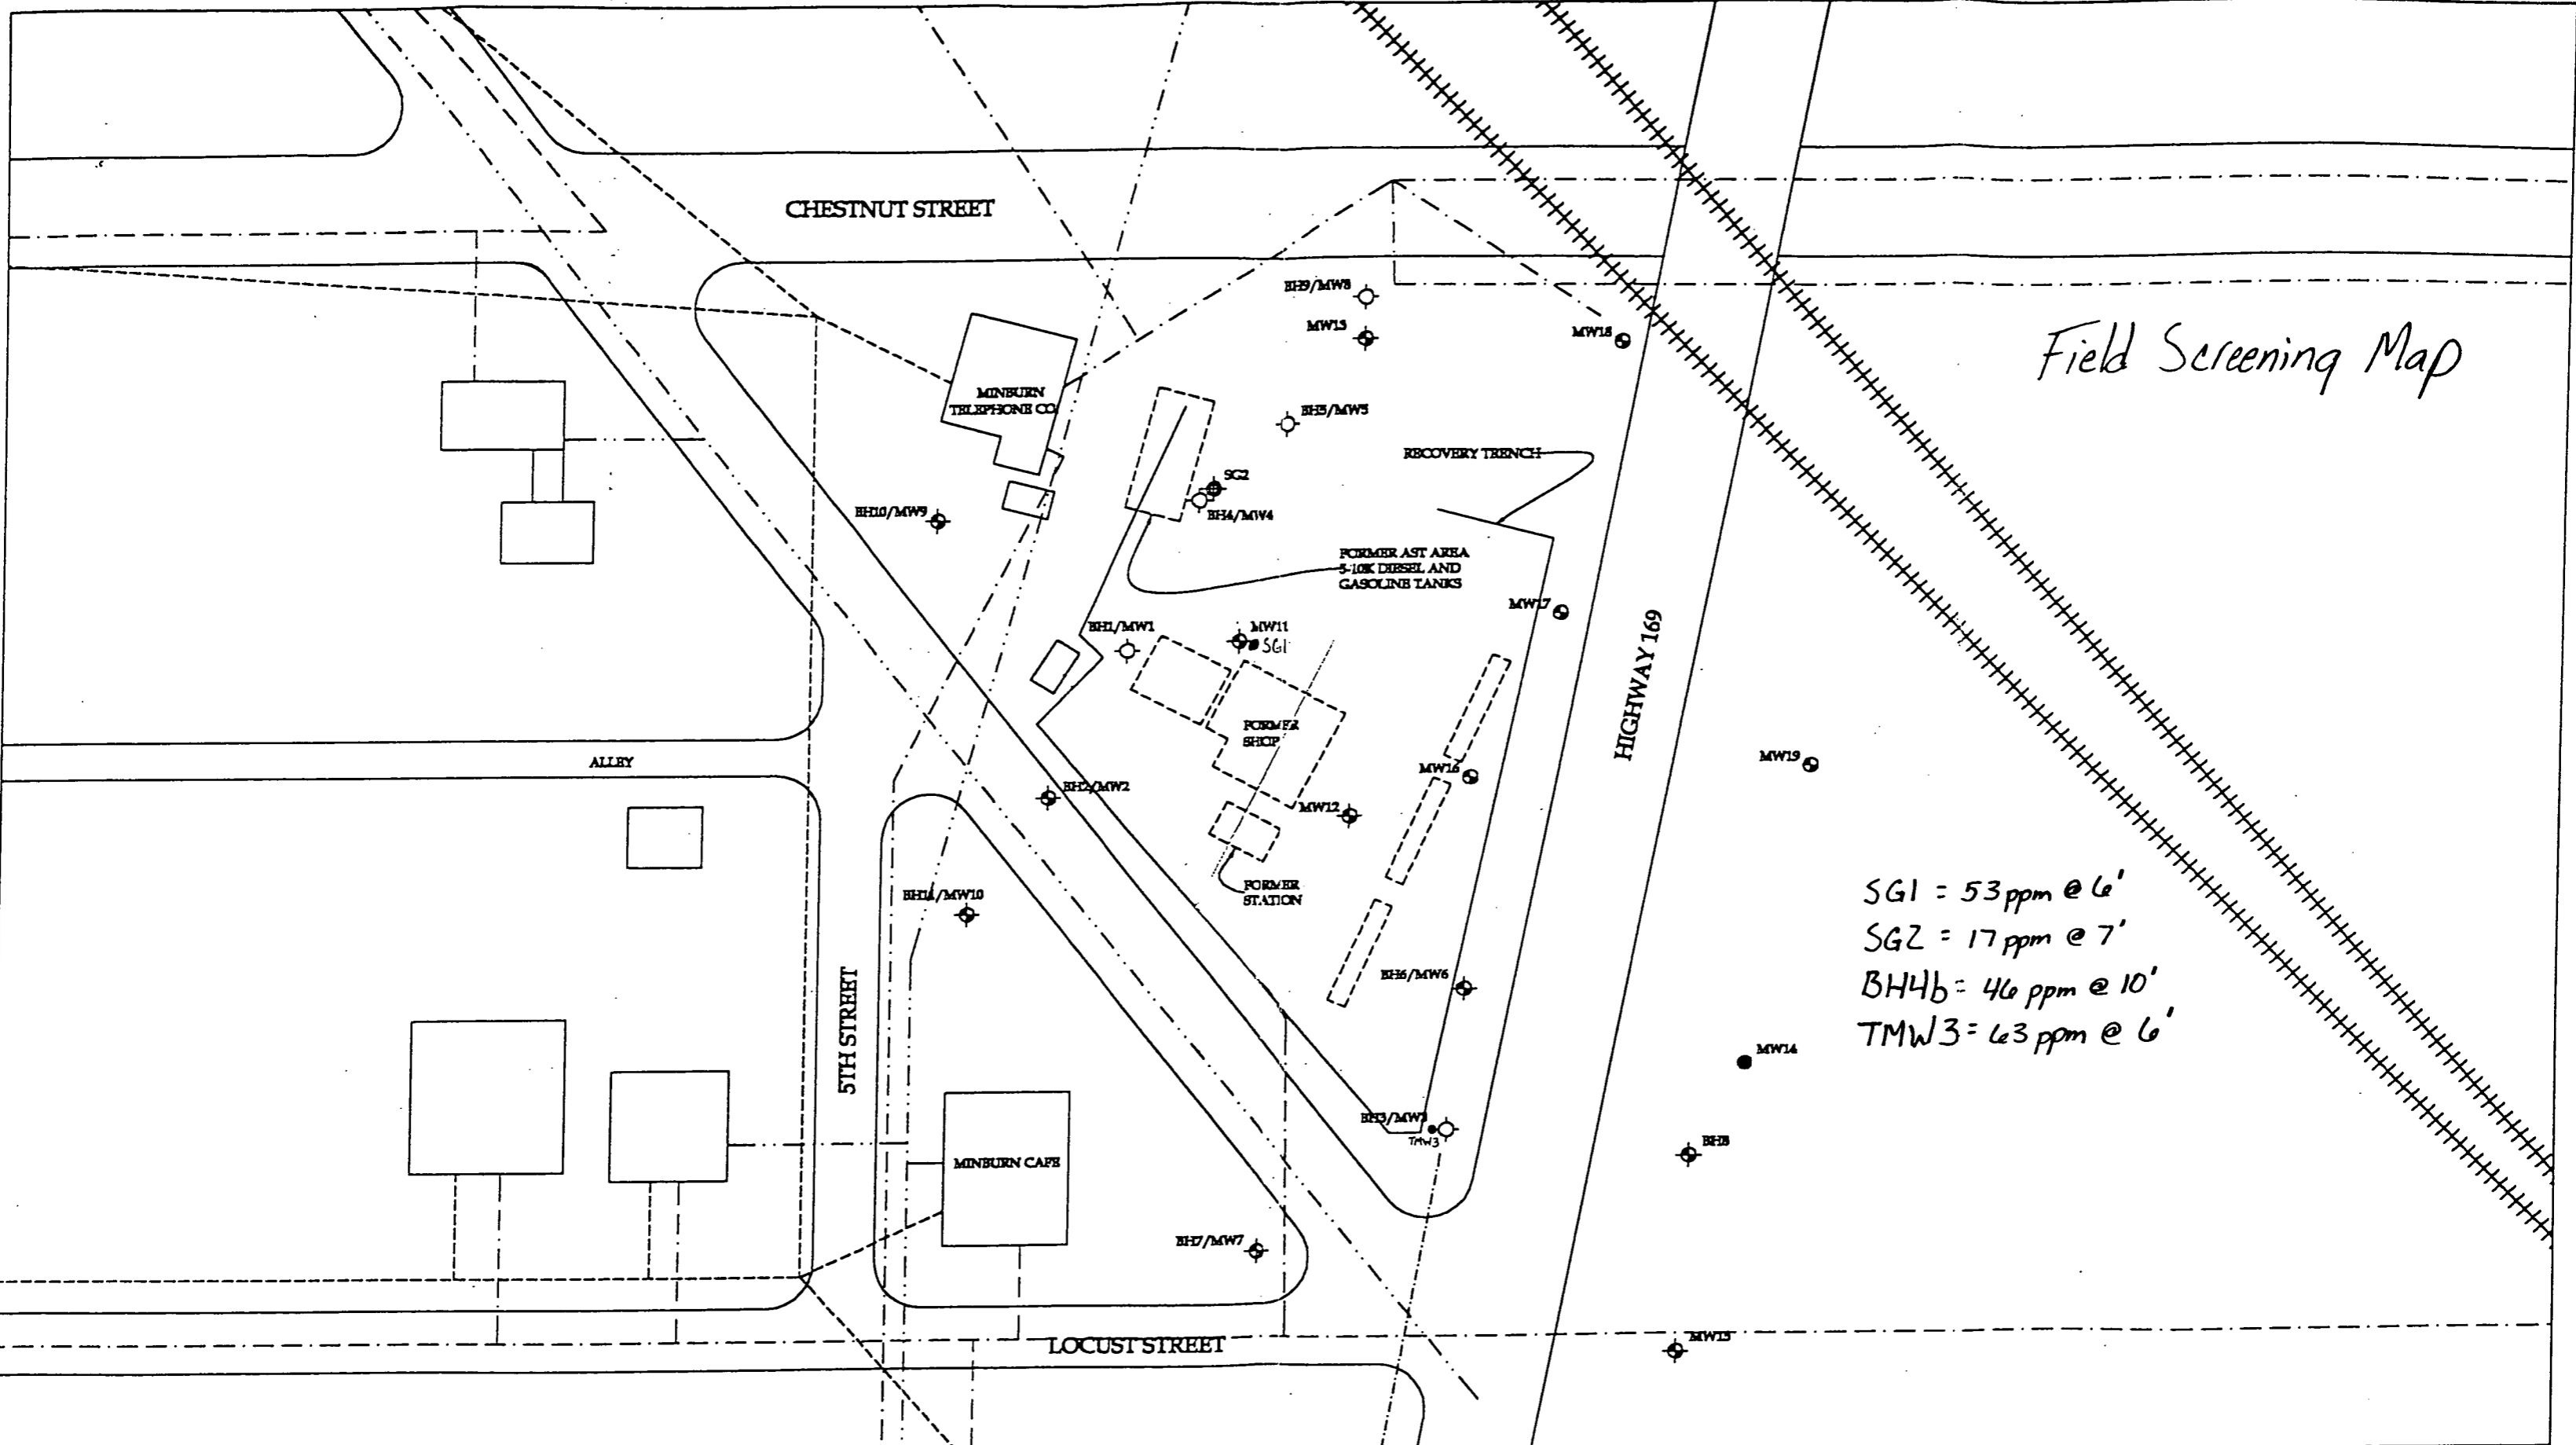 CHESTNUT STREET
BH9/MW8
MW13
MW18
Field Screening Map
MINBURN
TELEPHONE CO.
BH5/MW5
RECOVERY TRENCH
SG2
BH4/MW4
BH10/MW9
FORMER AST AREA
5-10K DIESEL AND
GASOLINE TANKS
MW17
BH1/MW1
MW11
SG1
HIGHWAY 169
FORMER
SHOP
ALLEY
MW19
MW16
BH2/MW2
MW12
FORMER
STATION
BH11/MW10
SG1 = 53 ppm @ 6'
SG2 = 17 ppm @ 7'
BH4b = 46 ppm @ 10'
TMW3 = 63 ppm @ 6'
BH6/MW6
5TH STREET
MW14
BH3/MW3
TMW3
BH8
MINBURN CAFE
BH7/MW7
LOCUST STREET
MW15